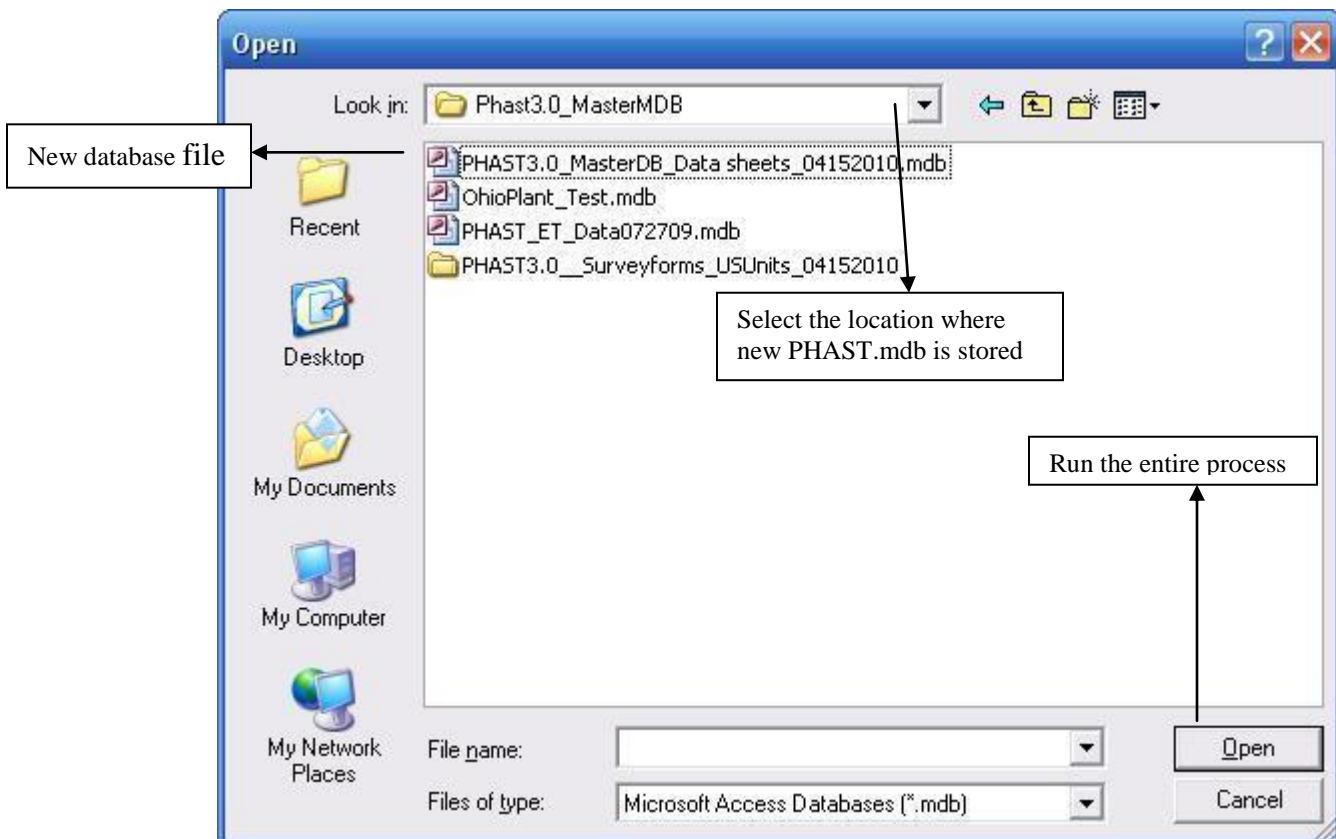 Open
Look in:
Phast3.0_MasterMDB
New database file
PHAST3.0_MasterDB_Data sheets_04152010.mdb
OhioPlant_Test.mdb
PHAST_ET_Data072709.mdb
PHAST3.0__Surveyforms_USUnits_04152010
Recent
Desktop
My Documents
My Computer
My Network
Places
Select the location where
new PHAST.mdb is stored
Run the entire process
File name:
Open
Files of type:
Microsoft Access Databases (*.mdb)
Cancel